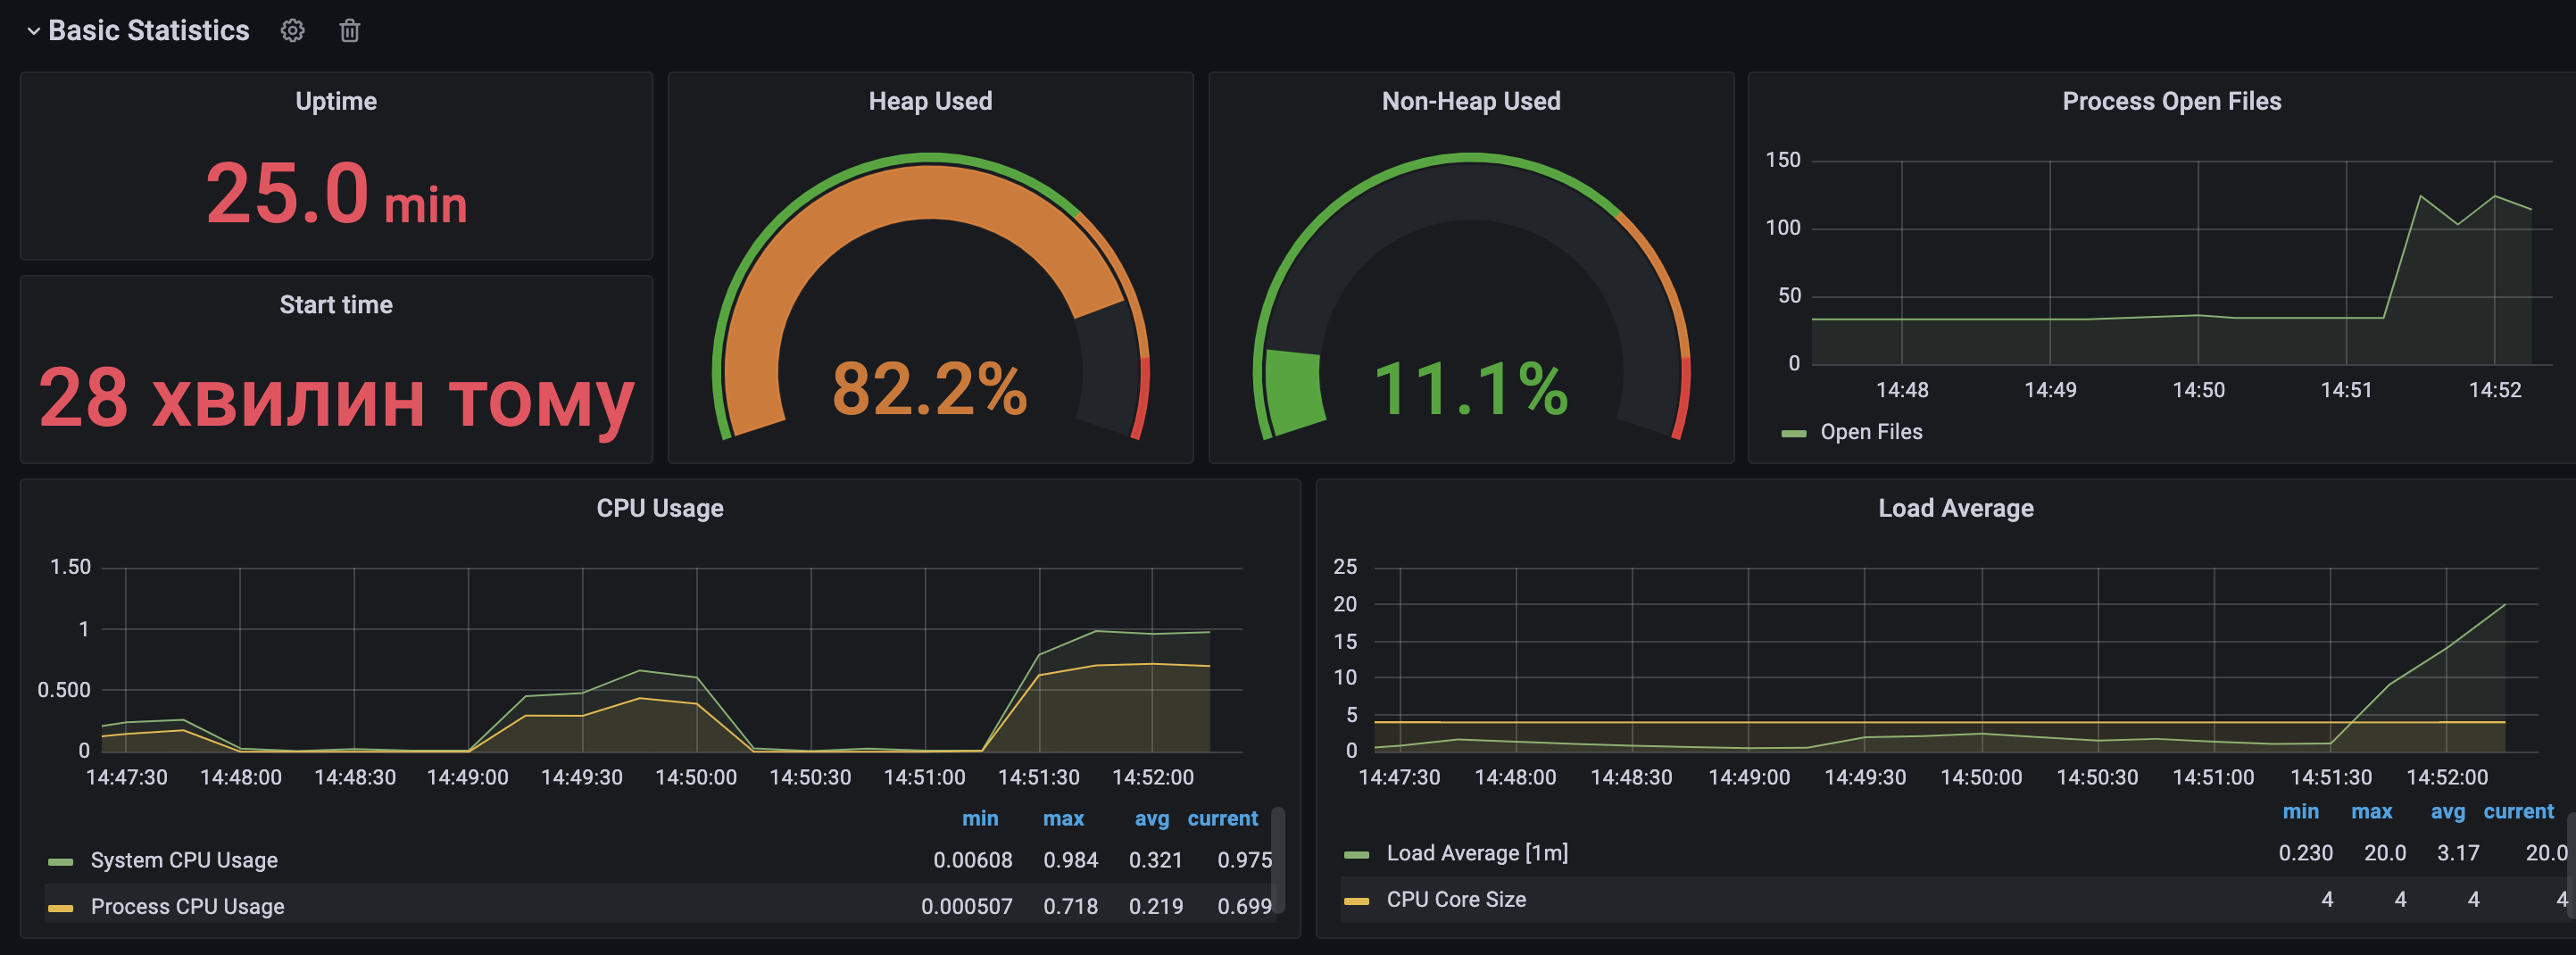 Basic Statistics
Uptime
25.0 min
Start time
28 хвилин тому
Heap Used
82.2%
Non-Heap Used
11.1%
Process Open Files
150
100
50
0
14:48 14:49 14:50 14:51 14:52
Open Files
CPU Usage
1.50
1
0.500
0
14:47:30 14:48:00 14:48:30 14:49:00 14:49:30 14:50:00 14:50:30 14:51:00 14:51:30 14:52:00
min max avg current
System CPU Usage 0.00608 0.984 0.321 0.975
Process CPU Usage 0.000507 0.718 0.219 0.699
Load Average
25
20
15
10
5
0
14:47:30 14:48:00 14:48:30 14:49:00 14:49:30 14:50:00 14:50:30 14:51:00 14:51:30 14:52:00
min max avg current
Load Average [1m] 0.230 20.0 3.17 20.0
CPU Core Size 4 4 4 4